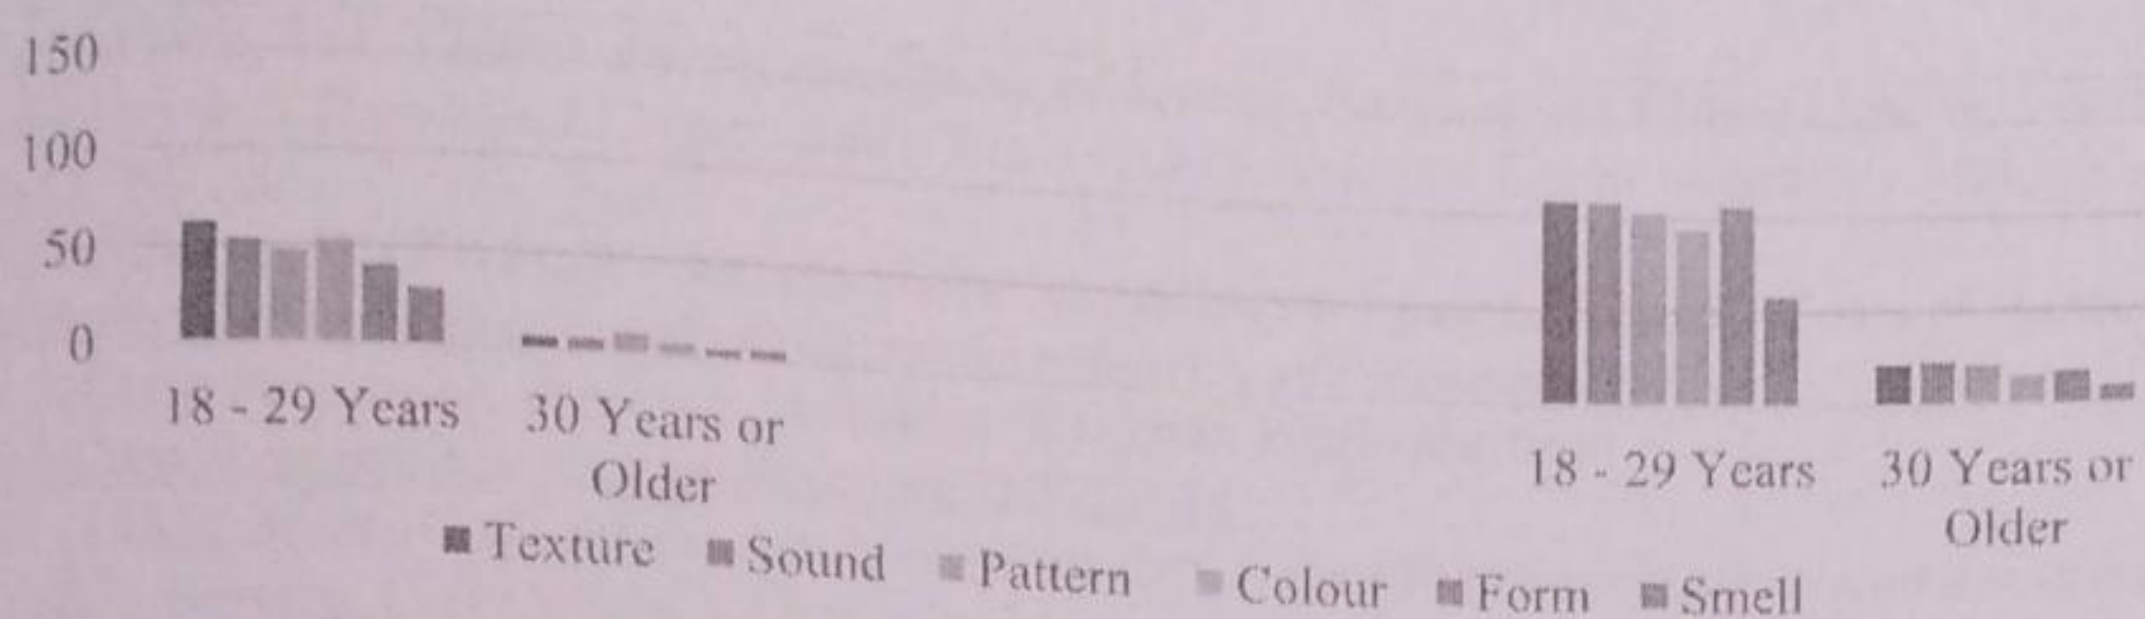 150
100
50
0
18 - 29 Years
30 Years or
Older
18 - 29 Years
30 Years or
Older
Texture Sound Pattern Colour Form Smell